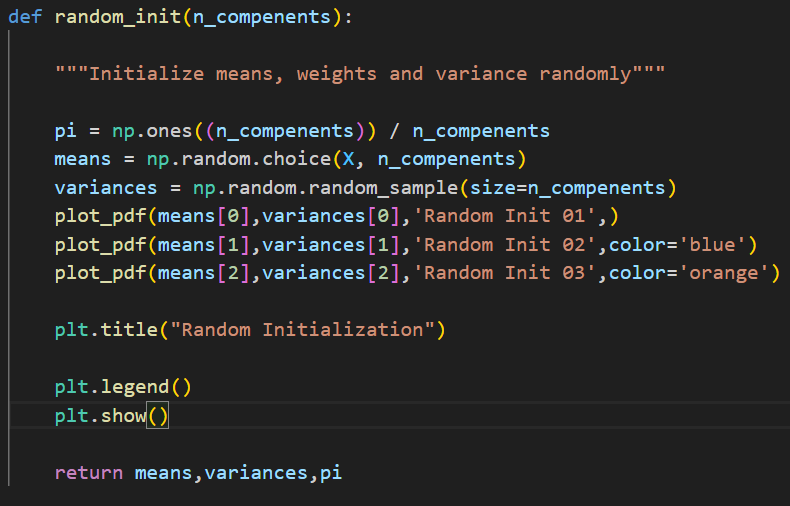 def random_init(n_compenents):
"""Initialize means, weights and variance randomly"""
pi = np.ones((n_compenents)) / n_compenents
means = np.random.choice(X, n_compenents)
variances = np.random.random_sample(size=n_compenents)
plot_pdf(means[0],variances[0],'Random Init 01',)
plot_pdf(means[1],variances[1],'Random Init 02',color='blue')
plot_pdf(means[2],variances[2],'Random Init 03',color='orange')
plt.title("Random Initialization")
plt.legend()
plt.show()
return means,variances,pi